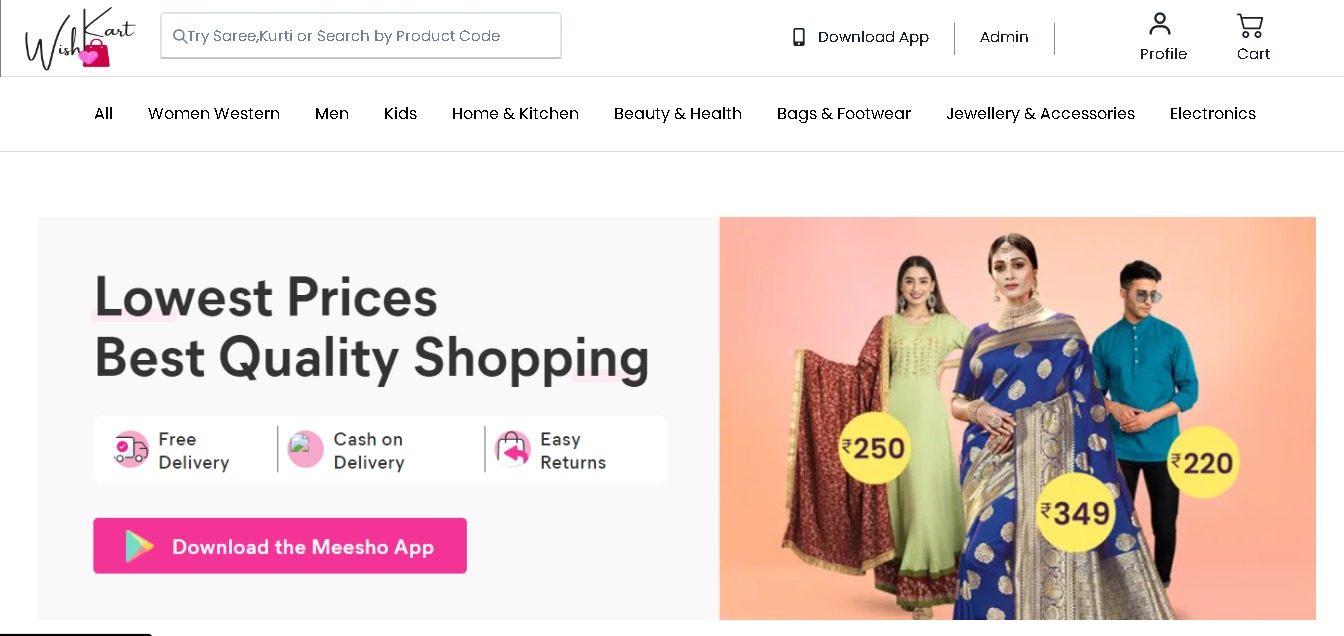 WishKart
Try Saree,Kurti or Search by Product Code
Download App
Admin
Profile
Cart
All
Women Western
Men
Kids
Home & Kitchen
Beauty & Health
Bags & Footwear
Jewellery & Accessories
Electronics
Lowest Prices
Best Quality Shopping
Free
Delivery
Cash on
Delivery
Easy
Returns
Download the Meesho App
₹250
₹349
₹220